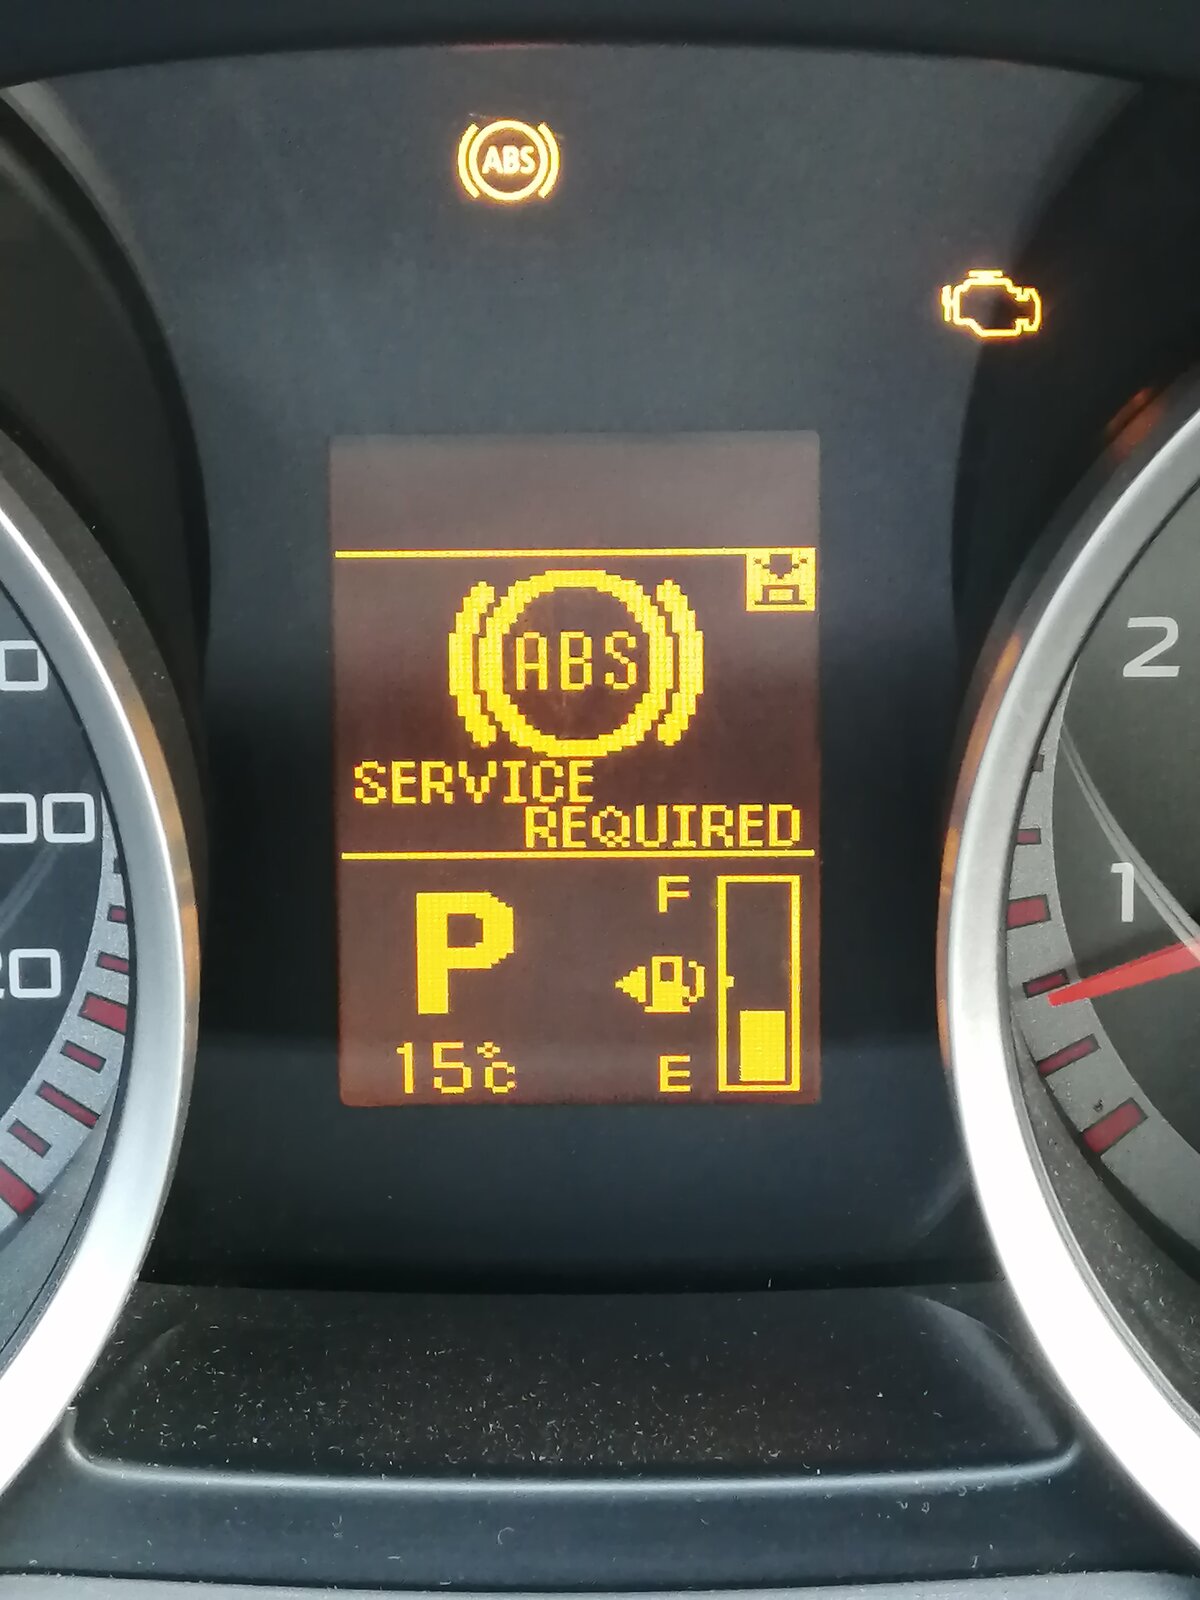 ABS
2
ABS
SERVICE
REQUIRED
1
P
F
15°C
E